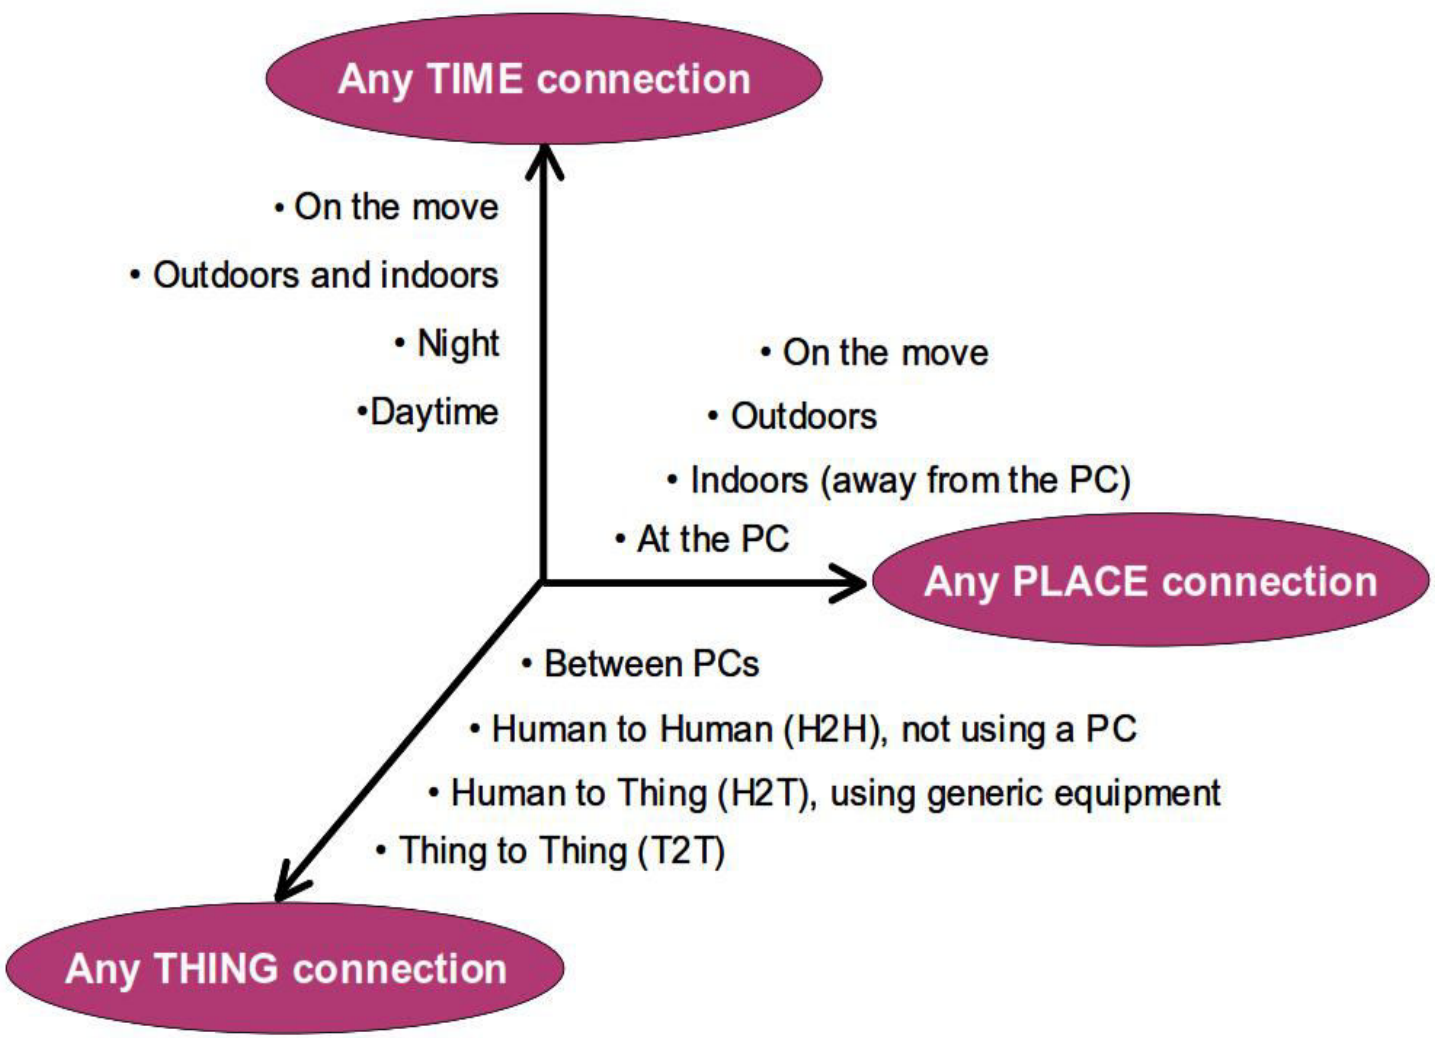 Any TIME connection
• On the move
• Outdoors and indoors
• Night
•Daytime
• On the move
• Outdoors
• Indoors (away from the PC)
• At the PC
Any PLACE connection
• Between PCs
• Human to Human (H2H), not using a PC
• Human to Thing (H2T), using generic equipment
• Thing to Thing (T2T)
Any THING connection